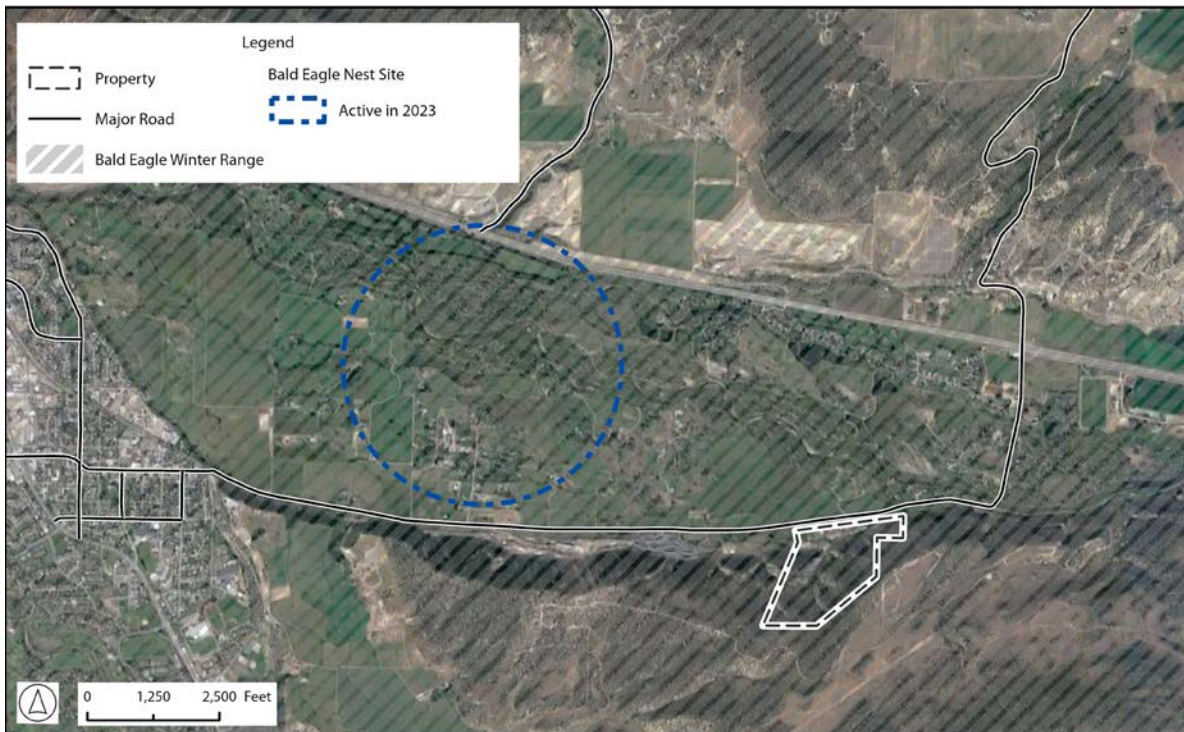 Legend
Property
Major Road
Bald Eagle Winter Range
Bald Eagle Nest Site
Active in 2023
0 1,250 2,500 Feet